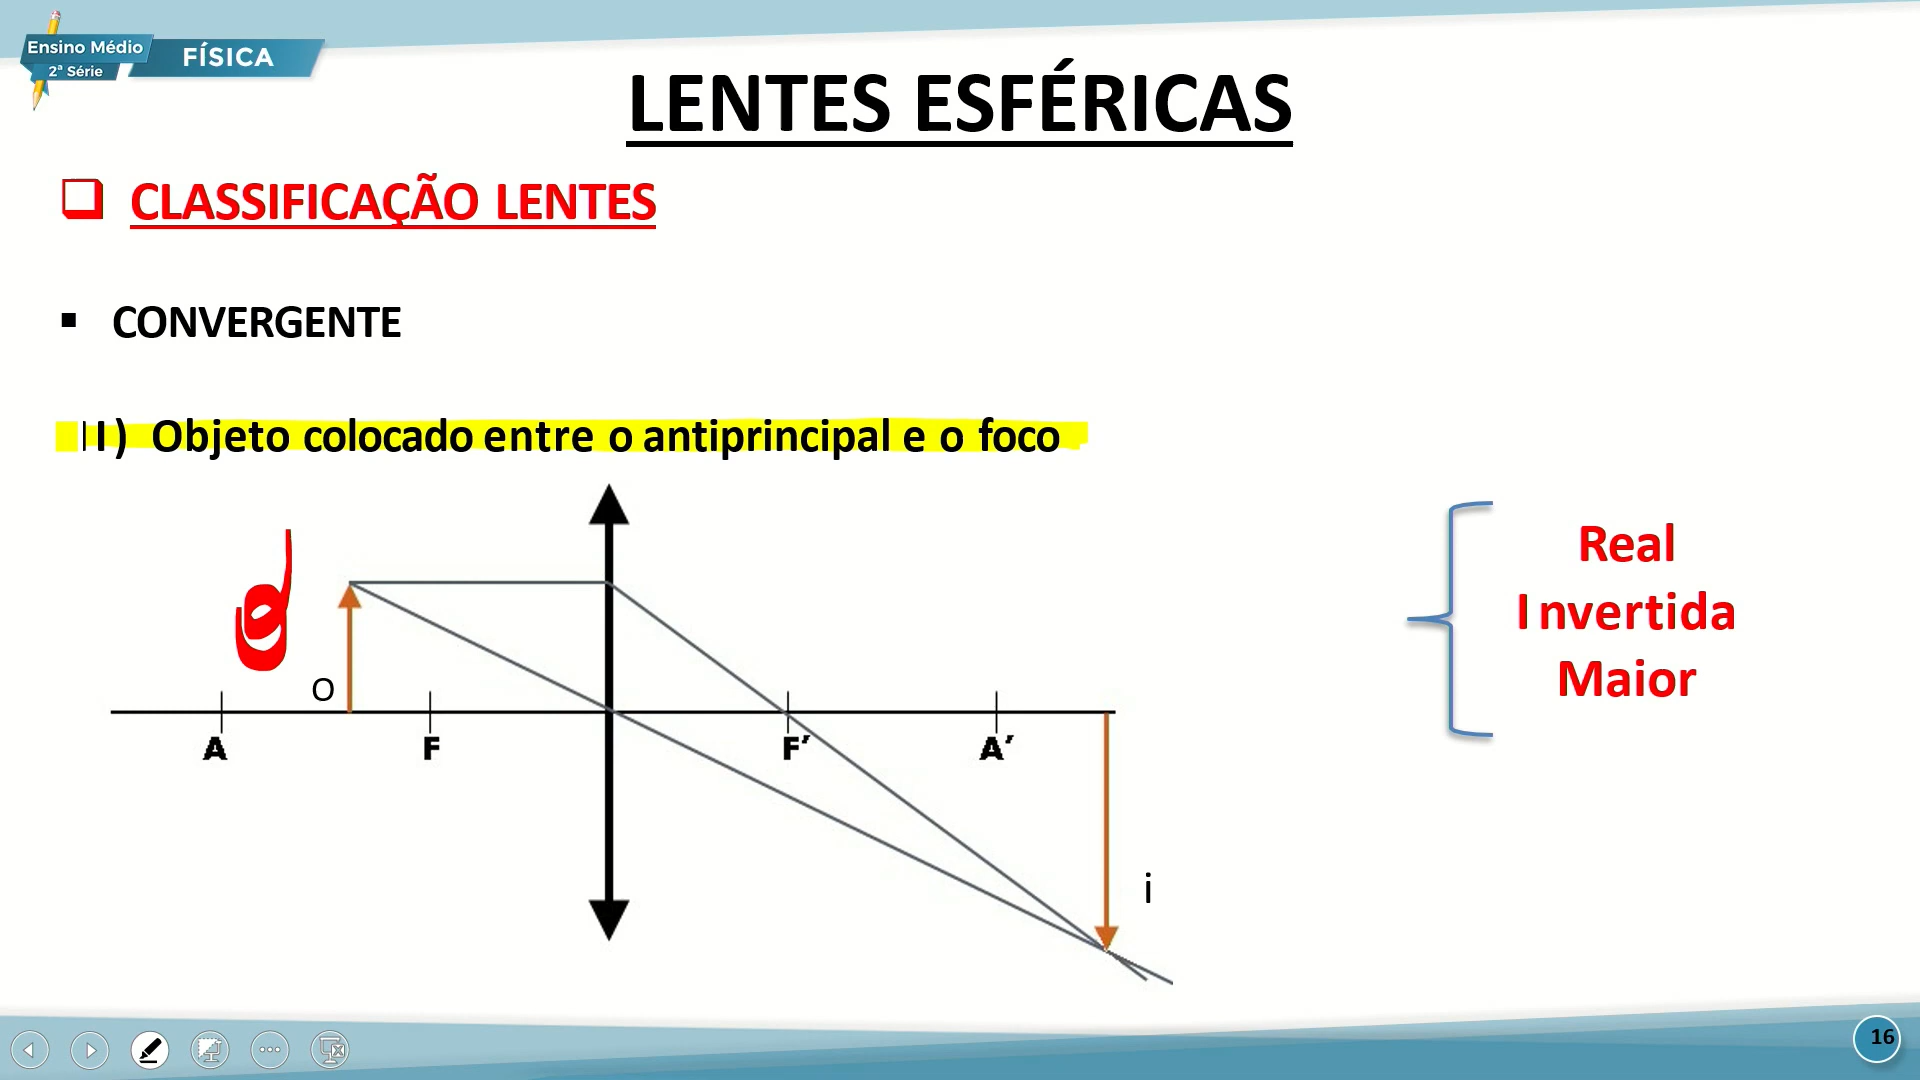 Ensino Médio
2ª Série
FÍSICA
LENTES ESFÉRICAS
CLASSIFICAÇÃO LENTES
CONVERGENTE
II) Objeto colocado entre o antiprincipal e o foco
Real
Invertida
Maior
O
A F F′ A′
i
16